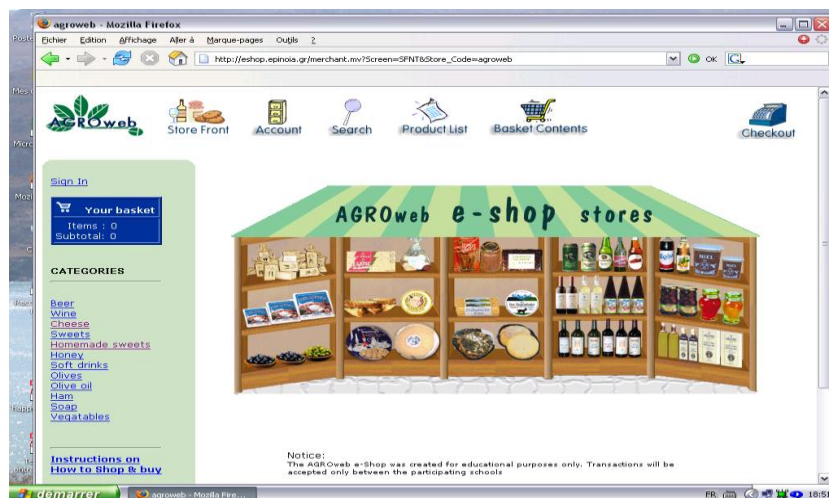 agroweb - Mozilla Firefox
Fichier Edition Affichage Aller à Marque-pages Outils ?
http://eshop.epinoia.gr/merchant.mv?Screen=SFNT&Store_Code=agroweb
OK
AGROweb
Store Front
Account
Search
Product List
Basket Contents
Checkout
Sign In
Your basket
Items : 0
Subtotal: 0
CATEGORIES
Beer
Wine
Cheese
Sweets
Homemade sweets
Honey
Soft drinks
Olives
Olive oil
Ham
Soap
Vegatables
Instructions on
How to Shop & buy
AGROweb e-shop stores
Notice:
The AGROweb e-Shop was created for educational purposes only. Transactions will be
accepted only between the participating schools
démarrer
agroweb - Mozilla Fire...
FR
18:51